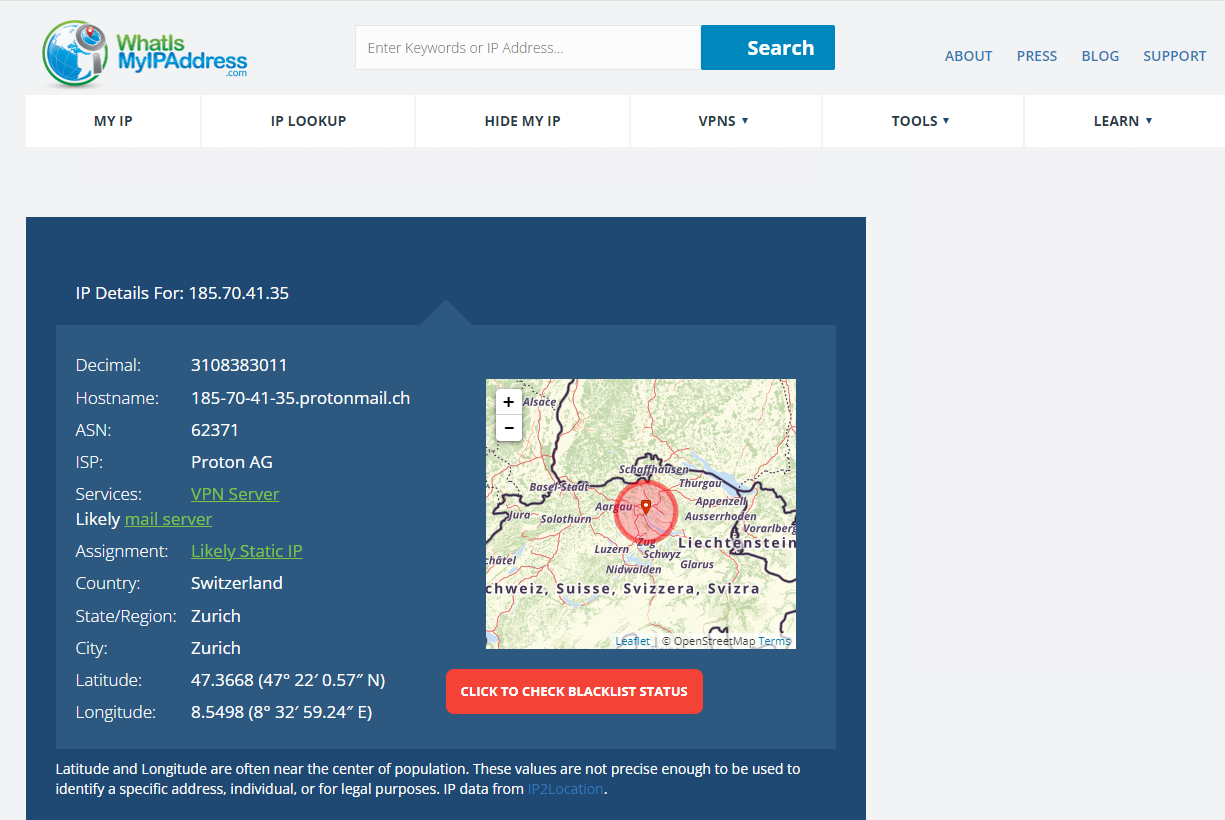 WhatIs
MyIPAddress
.com
Enter Keywords or IP Address...
Search
ABOUT PRESS BLOG SUPPORT
MY IP IP LOOKUP HIDE MY IP VPNS ▾ TOOLS ▾ LEARN ▾
IP Details For: 185.70.41.35
Decimal: 3108383011
Hostname: 185-70-41-35.protonmail.ch
ASN: 62371
ISP: Proton AG
Services: VPN Server
Likely mail server
Assignment: Likely Static IP
Country: Switzerland
State/Region: Zurich
City: Zurich
Latitude: 47.3668 (47° 22′ 0.57″ N)
Longitude: 8.5498 (8° 32′ 59.24″ E)
+
−
Alsace
Schaffhausen
Basel-Stadt
Thurgau
Aargau
Appenzell
Jura
Solothurn
Ausserrhoden
Vorarlberg
Zug
Liechtenstein
Luzern
Schwyz
châtel
Glarus
Nidwalden
chweiz, Suisse, Svizzera, Svizra
Leaflet | © OpenStreetMap Terms
CLICK TO CHECK BLACKLIST STATUS
Latitude and Longitude are often near the center of population. These values are not precise enough to be used to
identify a specific address, individual, or for legal purposes. IP data from IP2Location.